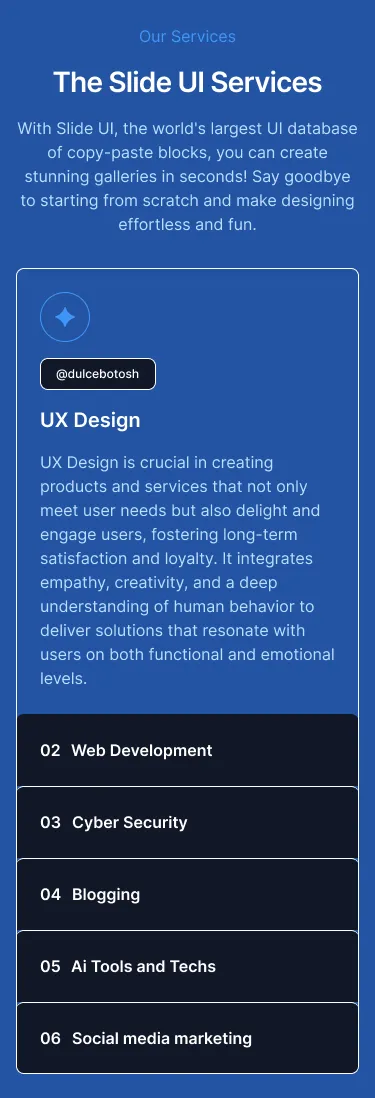 Our Services
The Slide UI Services
With Slide UI, the world's largest UI database
of copy-paste blocks, you can create
stunning galleries in seconds! Say goodbye
to starting from scratch and make designing
effortless and fun.
@dulcebotosh
UX Design
UX Design is crucial in creating
products and services that not only
meet user needs but also delight and
engage users, fostering long-term
satisfaction and loyalty. It integrates
empathy, creativity, and a deep
understanding of human behavior to
deliver solutions that resonate with
users on both functional and emotional
levels.
02 Web Development
03 Cyber Security
04 Blogging
05 Ai Tools and Techs
06 Social media marketing